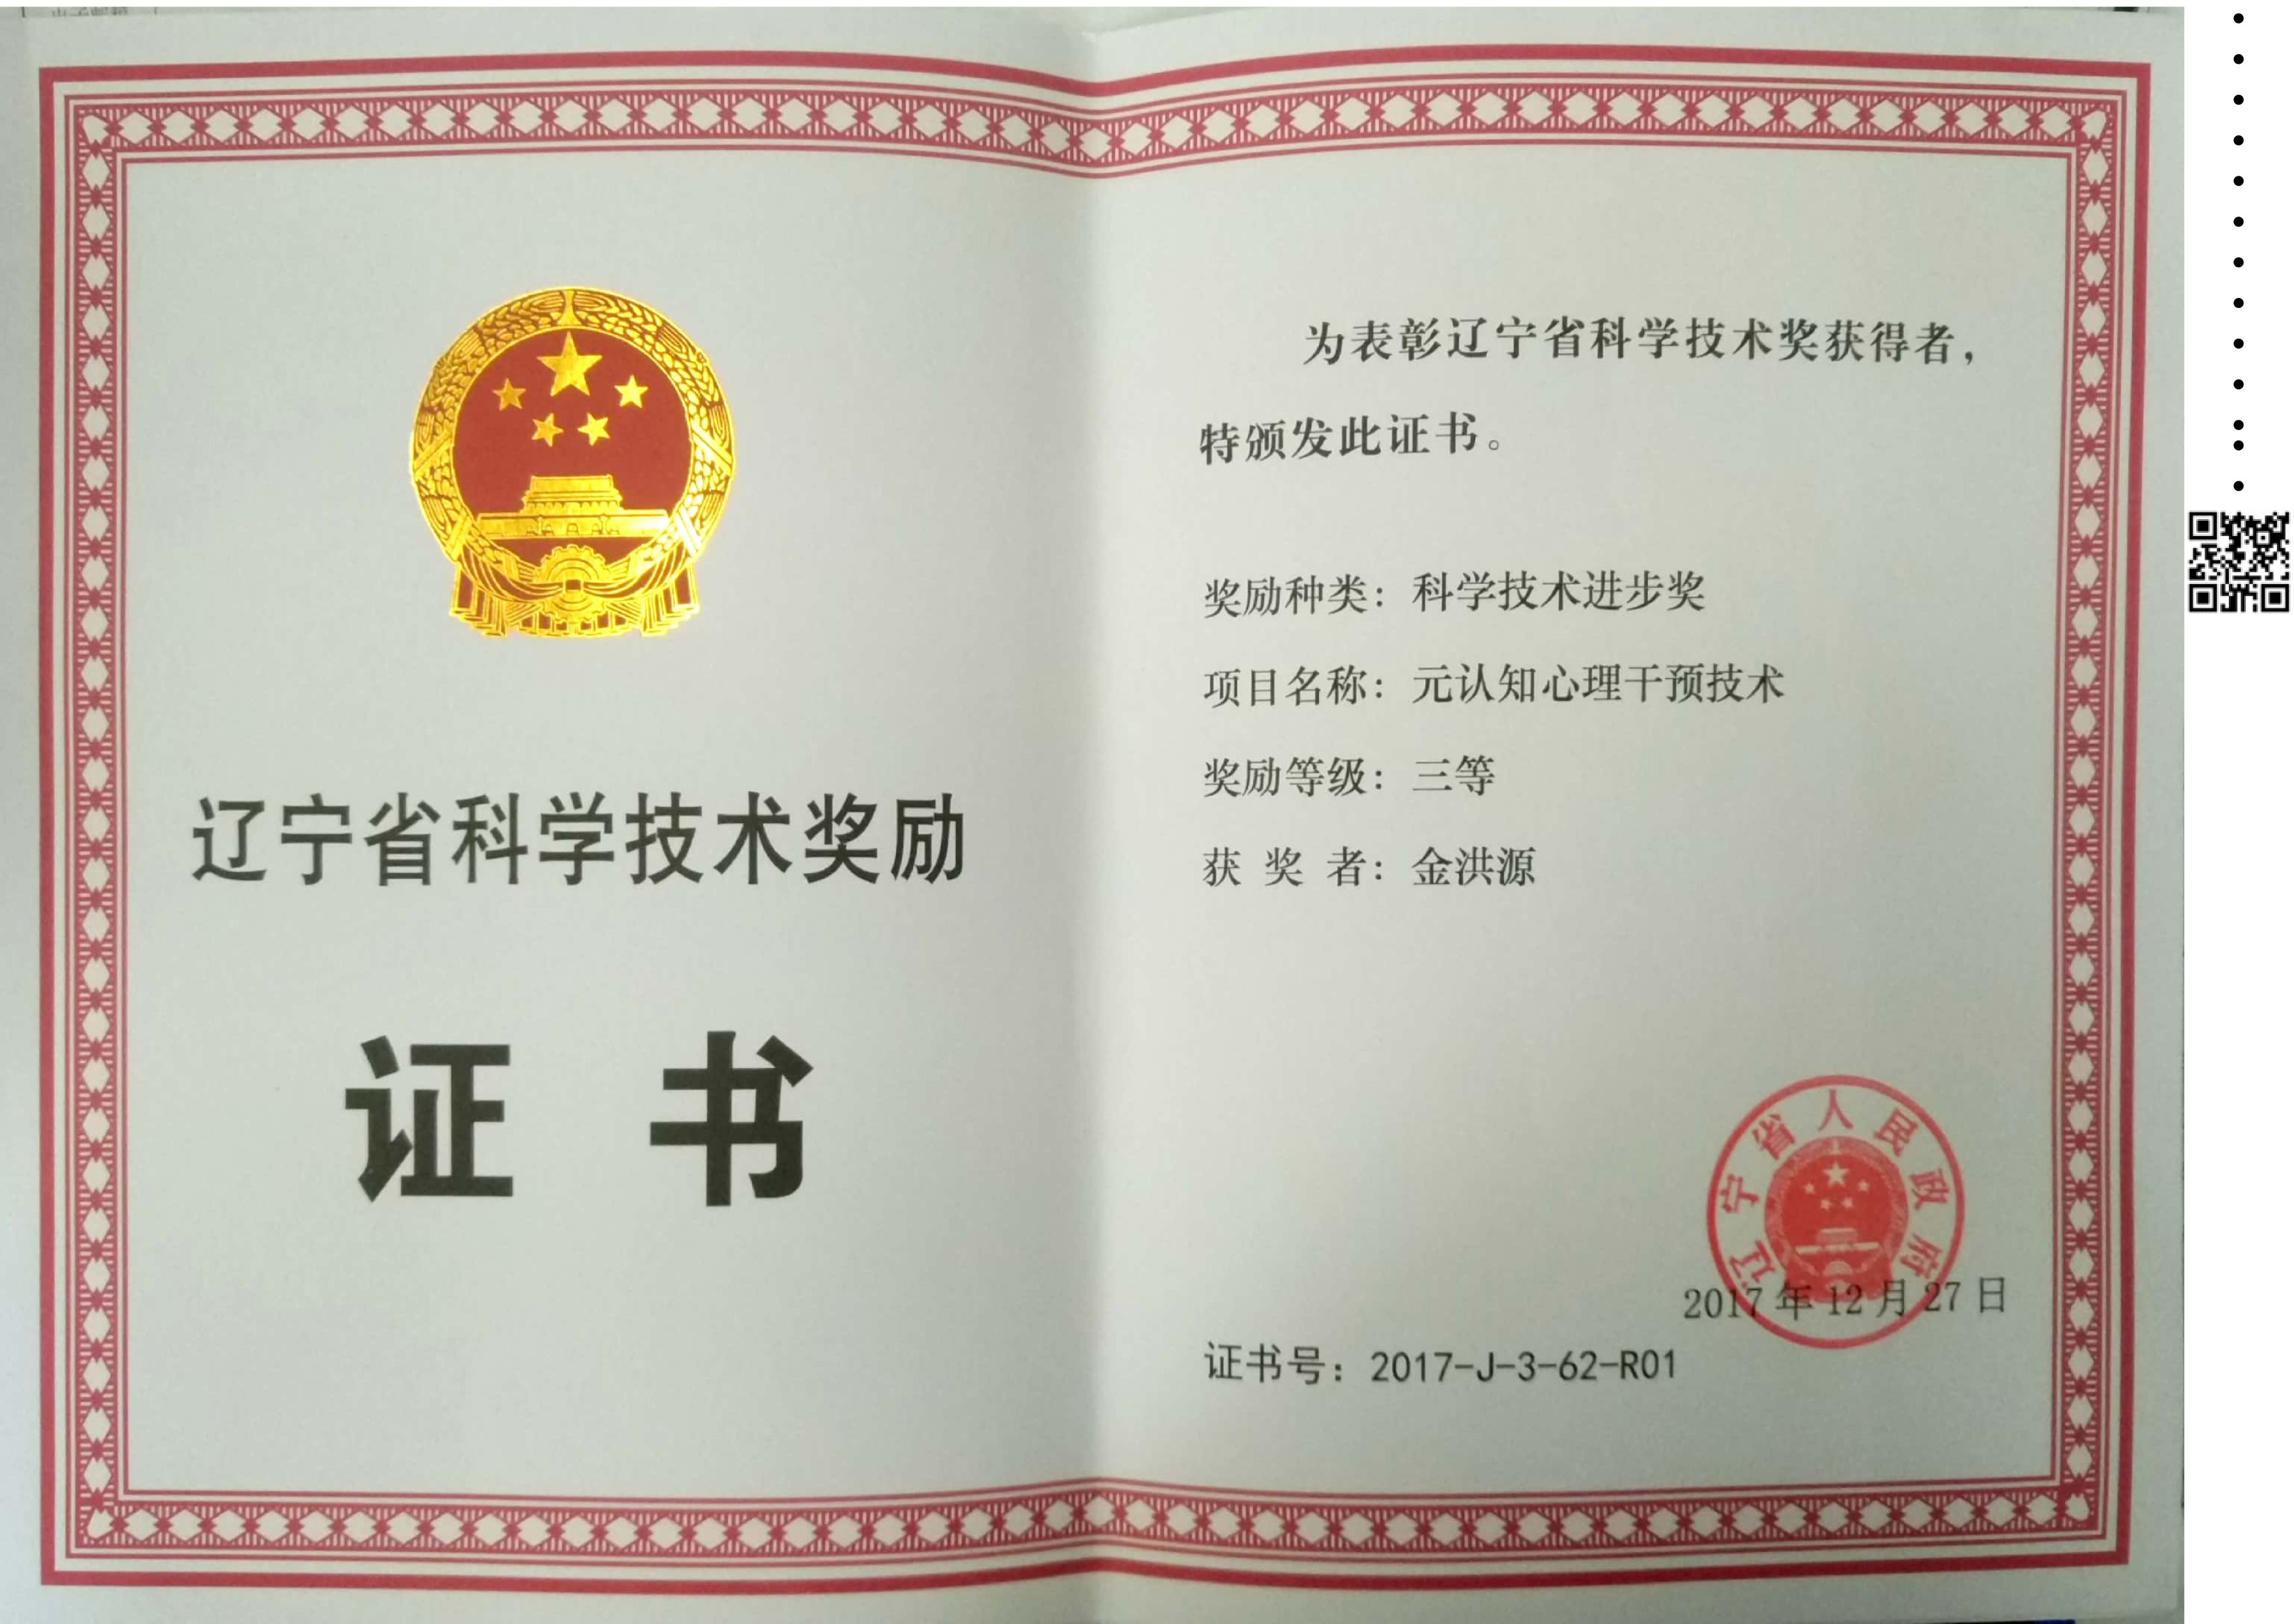 辽宁省科学技术奖励
证 书
为表彰辽宁省科学技术奖获得者，
特颁发此证书。
奖励种类：科学技术进步奖
项目名称：元认知心理干预技术
奖励等级：三等
获 奖 者：金洪源
辽宁省人民政府
2017年12月27日
证书号：2017-J-3-62-R01